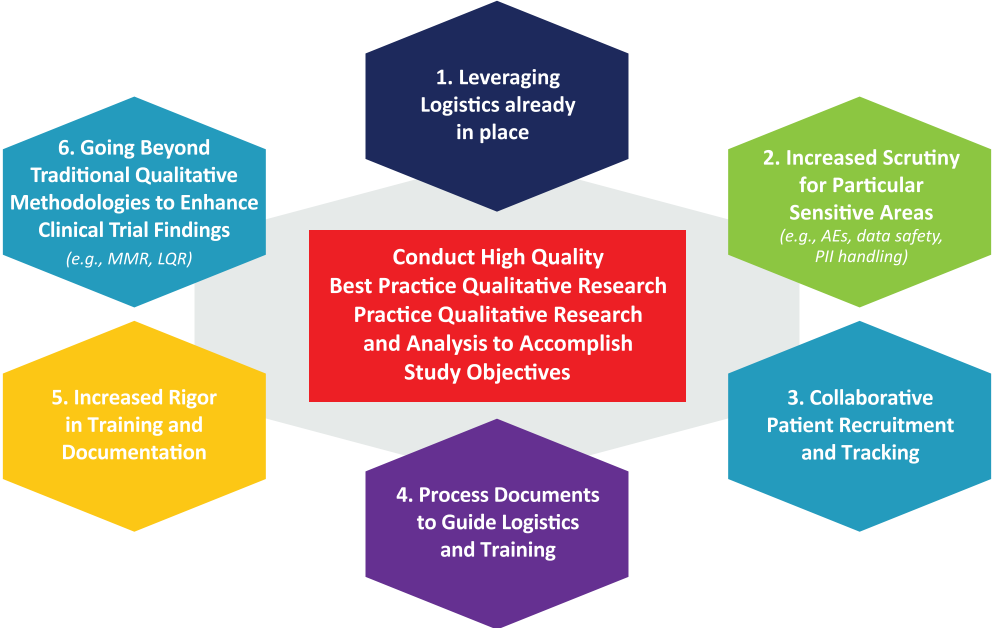 1. Leveraging
Logistics already
in place
2. Increased Scrutiny
for Particular
Sensitive Areas
(e.g., AEs, data safety,
PII handling)
3. Collaborative
Patient Recruitment
and Tracking
4. Process Documents
to Guide Logistics
and Training
5. Increased Rigor
in Training and
Documentation
6. Going Beyond
Traditional Qualitative
Methodologies to Enhance
Clinical Trial Findings
(e.g., MMR, LQR)
Conduct High Quality
Best Practice Qualitative Research
Practice Qualitative Research
and Analysis to Accomplish
Study Objectives